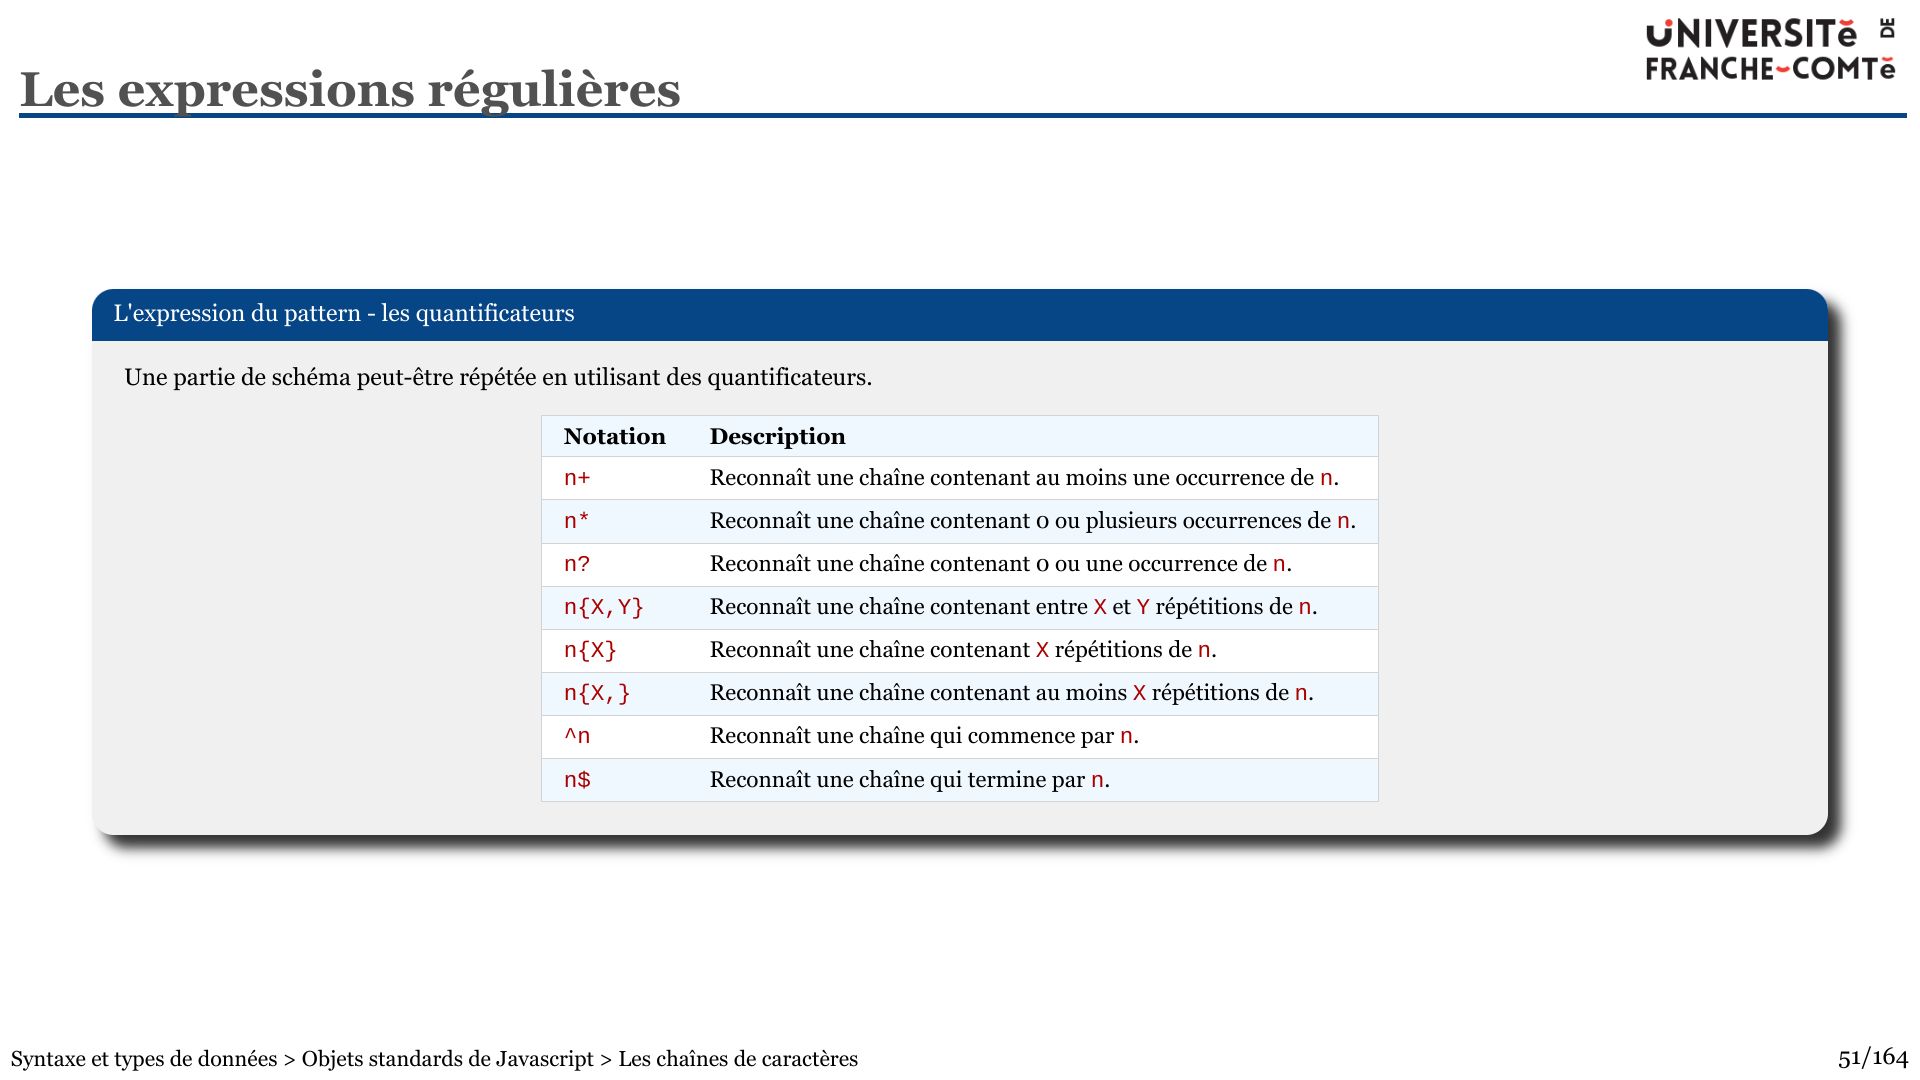 UNIVERSITĕ DE
FRANCHE-COMTĕ
Les expressions régulières
L'expression du pattern - les quantificateurs
Une partie de schéma peut-être répétée en utilisant des quantificateurs.
Notation Description
n+ Reconnaît une chaîne contenant au moins une occurrence de n.
n* Reconnaît une chaîne contenant 0 ou plusieurs occurrences de n.
n? Reconnaît une chaîne contenant 0 ou une occurrence de n.
n{X,Y} Reconnaît une chaîne contenant entre X et Y répétitions de n.
n{X} Reconnaît une chaîne contenant X répétitions de n.
n{X,} Reconnaît une chaîne contenant au moins X répétitions de n.
^n Reconnaît une chaîne qui commence par n.
n$ Reconnaît une chaîne qui termine par n.
Syntaxe et types de données > Objets standards de Javascript > Les chaînes de caractères
51/164